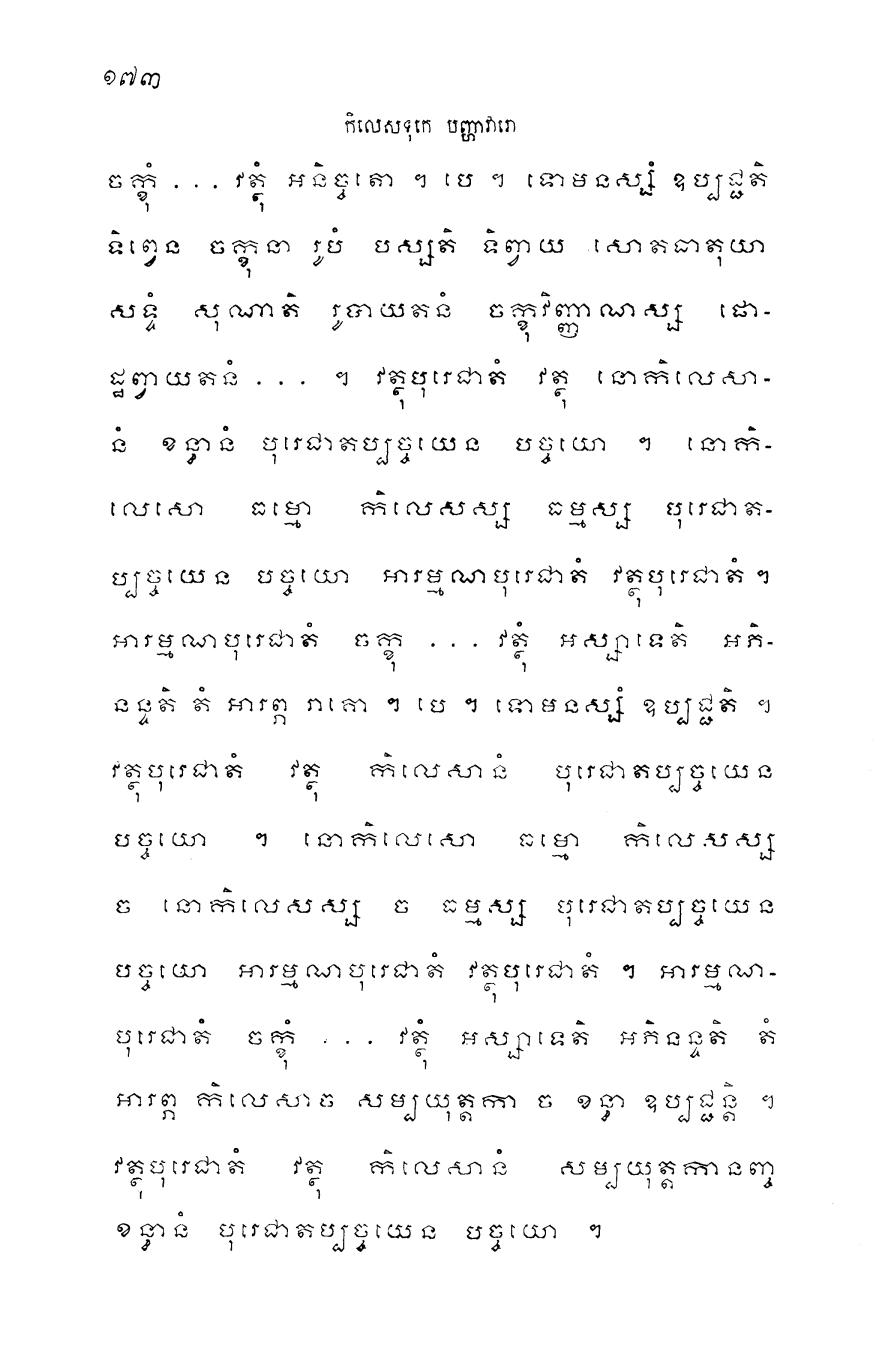 ១៧៣
កិលេសទុកេ បញ្ហាវារោ
ចក្ខុំ ... វត្ថុំ អនិច្ចតោ ។ បេ ។ ទោមនស្សំ ឧប្បជ្ជតិ
ទិព្វេន ចក្ខុនា រូបំ បស្សតិ ទិព្វាយ សោតធាតុយា
សទ្ទំ សុណាតិ រូបាយតនំ ចក្ខុវិញ្ញាណស្ស ផោ-
ដ្ឋព្វាយតនំ ... ។ វត្ថុបុរេជាតំ វត្ថុ នោកិលេសា-
នំ ខន្ធានំ បុរេជាតប្បច្ចយេន បច្ចយោ ។ នោកិ-
លេសោ ធម្មោ កិលេសស្ស ធម្មស្ស បុរេជាត-
ប្បច្ចយេន បច្ចយោ អារម្មណបុរេជាតំ វត្ថុបុរេជាតំ ។
អារម្មណបុរេជាតំ ចក្ខុ ... វត្ថុំ អស្សាទេតិ អភិ-
នន្ទតិ តំ អារព្ភ រាគោ ។ បេ ។ ទោមនស្សំ ឧប្បជ្ជតិ ។
វត្ថុបុរេជាតំ វត្ថុ កិលេសានំ បុរេជាតប្បច្ចយេន
បច្ចយោ ។ នោកិលេសោ ធម្មោ កិលេសស្ស
ច នោកិលេសស្ស ច ធម្មស្ស បុរេជាតប្បច្ចយេន
បច្ចយោ អារម្មណបុរេជាតំ វត្ថុបុរេជាតំ ។ អារម្មណ-
បុរេជាតំ ចក្ខុំ ... វត្ថុំ អស្សាទេតិ អភិនន្ទតិ តំ
អារព្ភ កិលេសាច សម្បយុត្តកា ច ខន្ធា ឧប្បជ្ជន្តិ ។
វត្ថុបុរេជាតំ វត្ថុ កិលេសានំ សម្បយុត្តកានញ្ច
ខន្ធានំ បុរេជាតប្បច្ចយេន បច្ចយោ ។